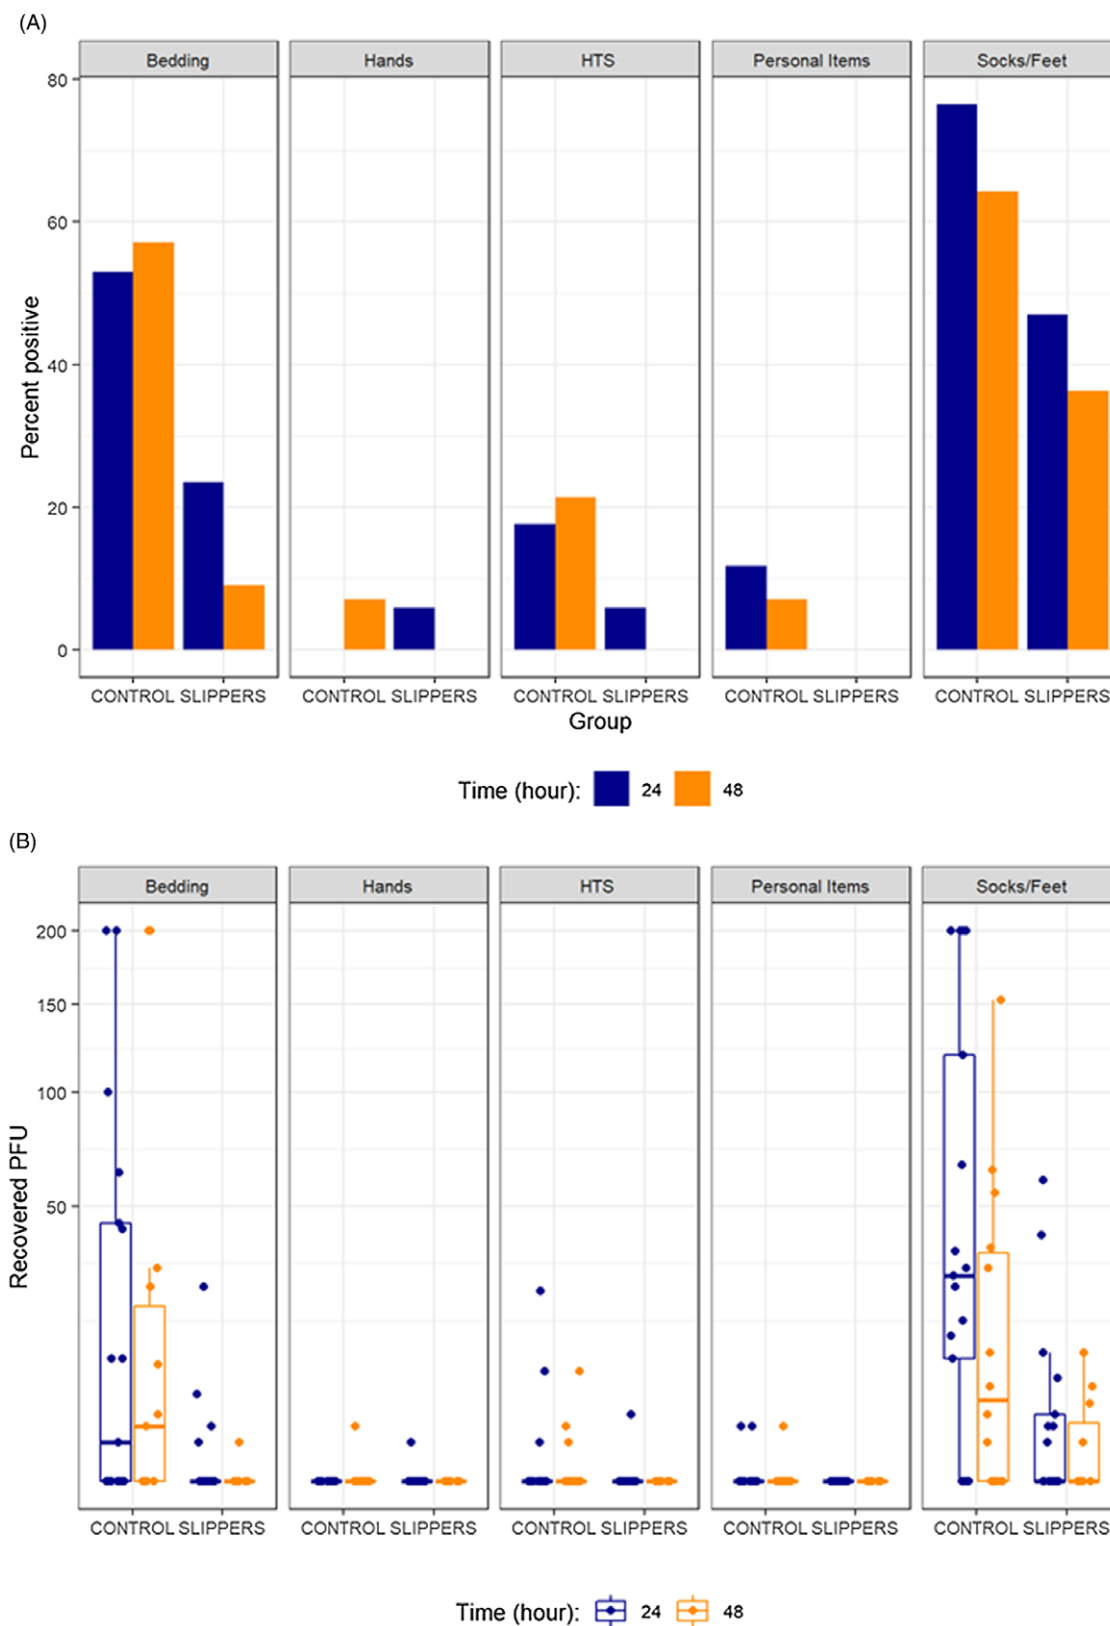 (A)
Bedding Hands HTS Personal Items Socks/Feet
80
60
40
20
0
Percent positive
CONTROL SLIPPERS CONTROL SLIPPERS CONTROL SLIPPERS CONTROL SLIPPERS CONTROL SLIPPERS
Group
Time (hour): 24 48
(B)
Bedding Hands HTS Personal Items Socks/Feet
200
150
100
50
Recovered PFU
CONTROL SLIPPERS CONTROL SLIPPERS CONTROL SLIPPERS CONTROL SLIPPERS CONTROL SLIPPERS
Time (hour): 24 48